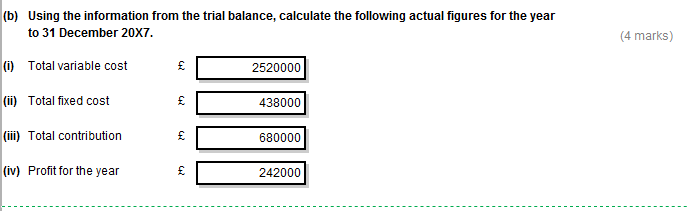 (b) Using the information from the trial balance, calculate the following actual figures for the year
to 31 December 20X7.
(4 marks)
(i) Total variable cost £ 2520000
(ii) Total fixed cost £ 438000
(iii) Total contribution £ 680000
(iv) Profit for the year £ 242000